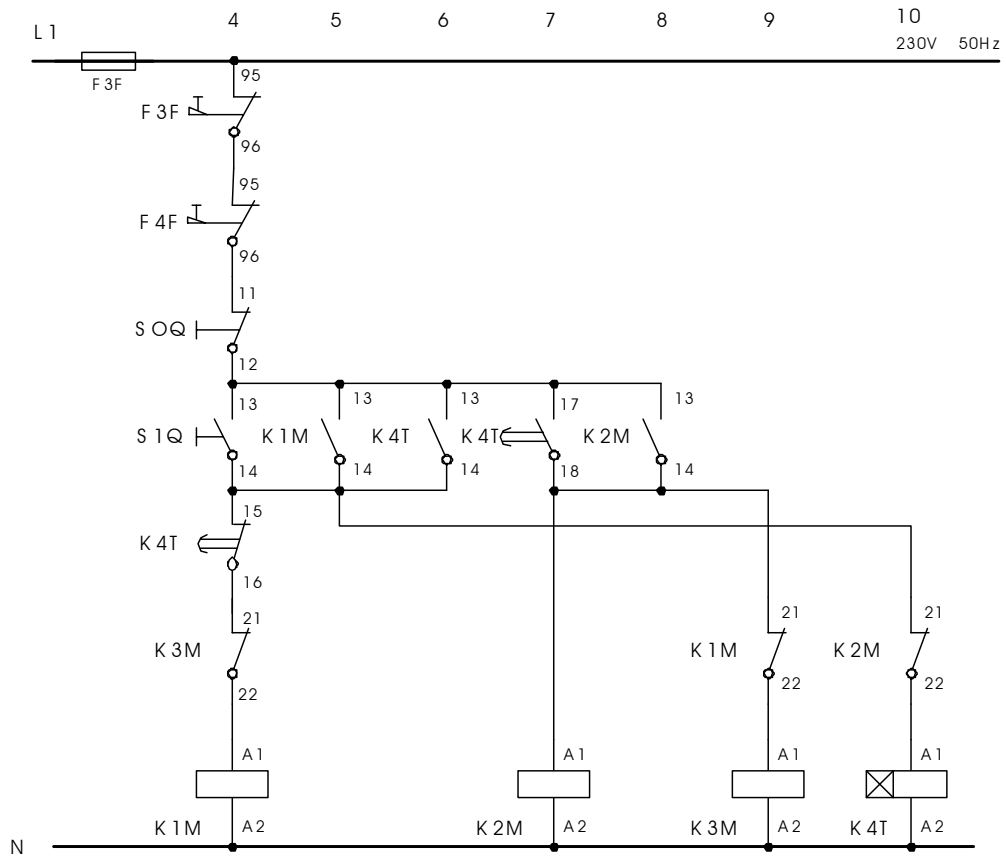 4 5 6 7 8 9 10
L1
230V 50Hz
F3F
95
F3F
96
95
F4F
96
11
S0Q
12
13 13 13 17 13
S1Q K1M K4T K4T K2M
14 14 14 18 14
15
K4T
16
21 21 21
K3M K1M K2M
22 22 22
A1 A1 A1 A1
K1M A2 K2M A2 K3M A2 K4T A2
N